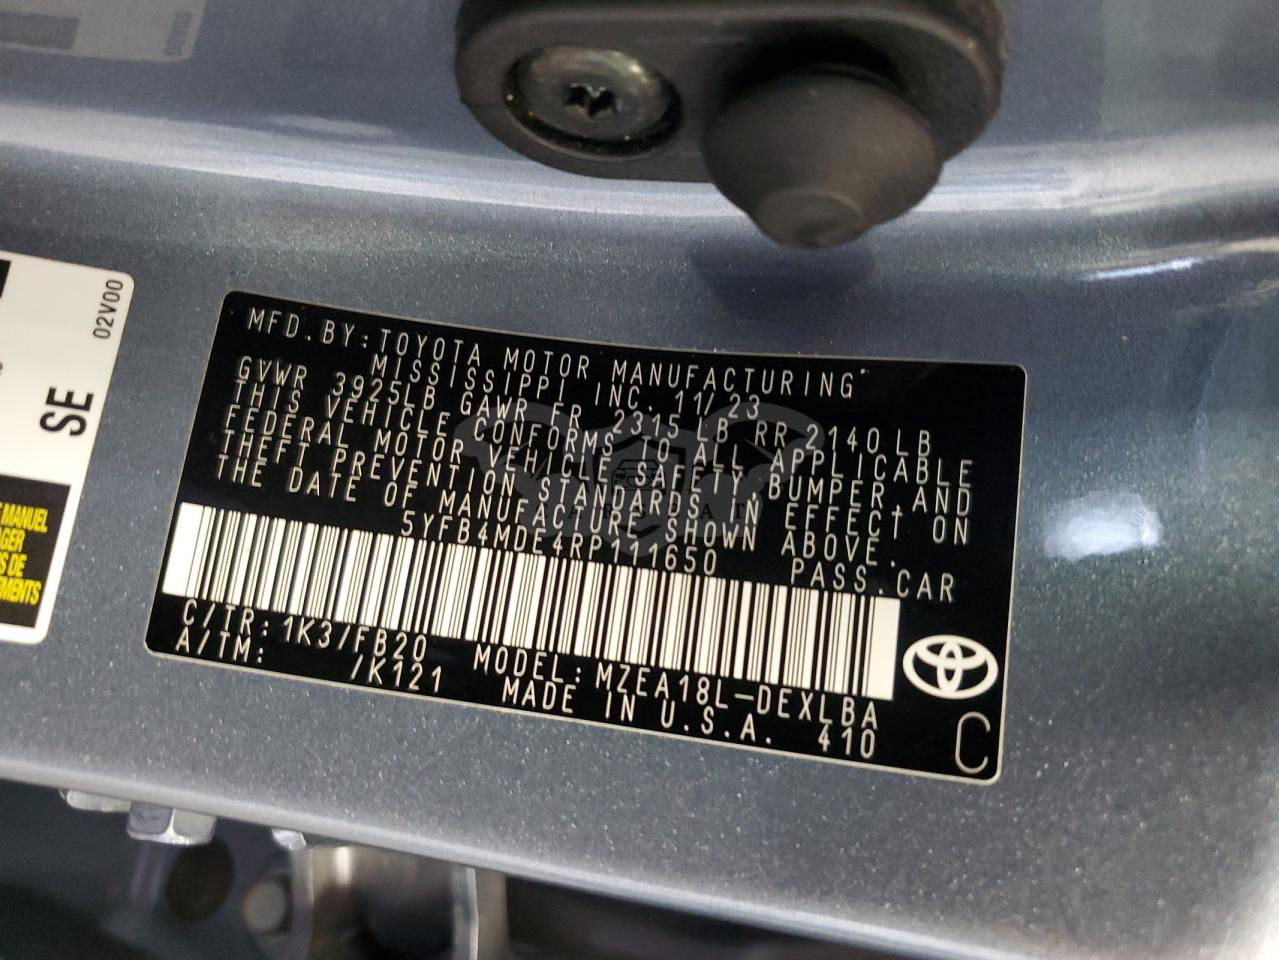 02V00
SE
MANUEL
MFD.BY:TOYOTA MOTOR MANUFACTURING
MISSISSIPPI INC. 11/23
GVWR 3925LB GAWR FR 2315 LB RR 2140LB
THIS VEHICLE CONFORMS TO ALL APPLICABLE
FEDERAL MOTOR VEHICLE SAFETY,BUMPER,AND
THEFT PREVENTION STANDARDS IN EFFECT ON
THE DATE OF MANUFACTURE SHOWN ABOVE.
5YFB4MDE4RP111650 PASS.CAR
C/TR:1K3/FB20 MODEL:MZEA18L-DEXLBA
A/TM: /K121 MADE IN U.S.A. 410
C